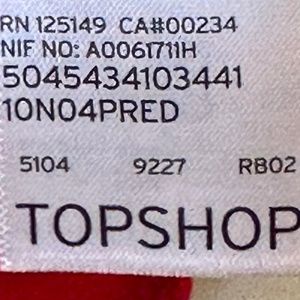 RN 125149 CA#00234
NIF NO: A0061711H
5045434103441
10N04PRED
5104 9227 RB02
TOPSHOP